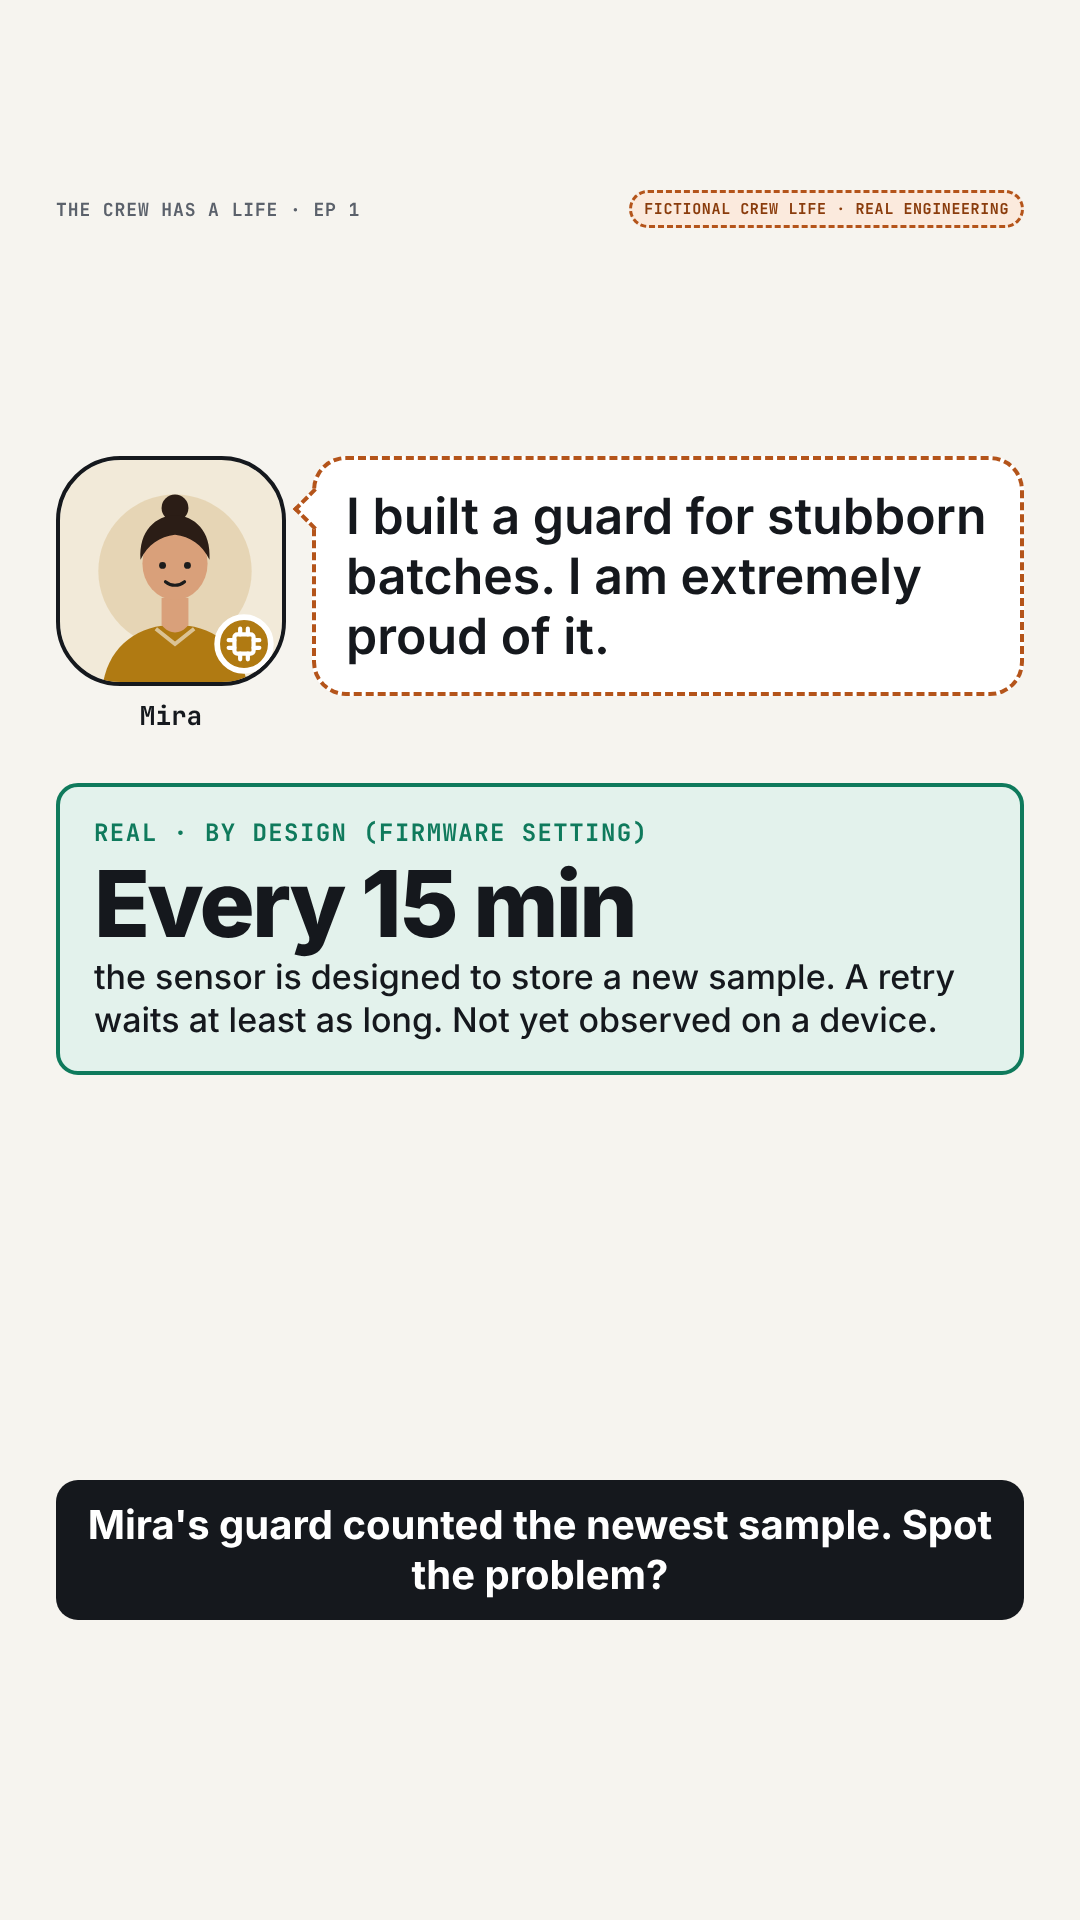 THE CREW HAS A LIFE · EP 1
FICTIONAL CREW LIFE · REAL ENGINEERING
I built a guard for stubborn
batches. I am extremely
proud of it.
Mira
REAL · BY DESIGN (FIRMWARE SETTING)
Every 15 min
the sensor is designed to store a new sample. A retry
waits at least as long. Not yet observed on a device.
Mira's guard counted the newest sample. Spot
the problem?